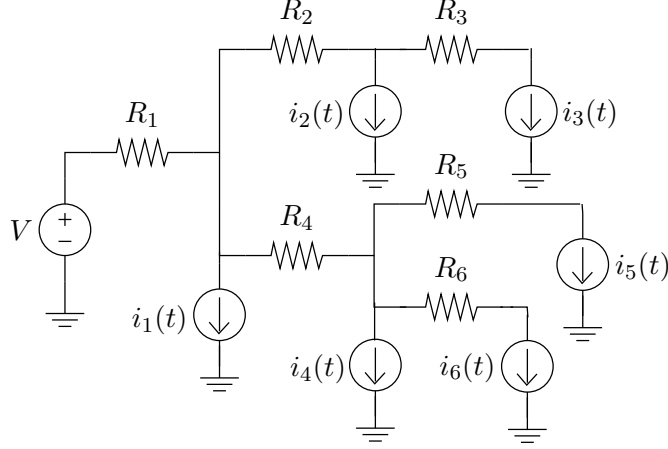 R₂ R₃
i₂(t) i₃(t)
R₁
R₅
V + − R₄
i₅(t)
R₆
i₁(t)
i₄(t) i₆(t)